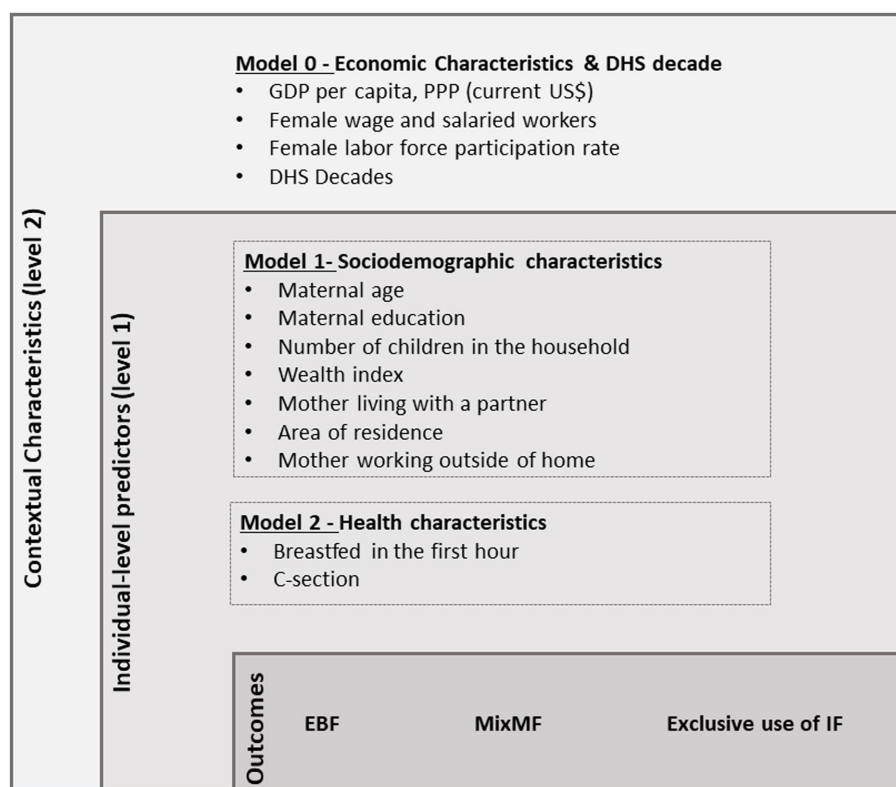 Contextual Characteristics (level 2)
Model 0 - Economic Characteristics & DHS decade
• GDP per capita, PPP (current US$)
• Female wage and salaried workers
• Female labor force participation rate
• DHS Decades
Individual-level predictors (level 1)
Model 1- Sociodemographic characteristics
• Maternal age
• Maternal education
• Number of children in the household
• Wealth index
• Mother living with a partner
• Area of residence
• Mother working outside of home
Model 2 - Health characteristics
• Breastfed in the first hour
• C-section
Outcomes
EBF MixMF Exclusive use of IF